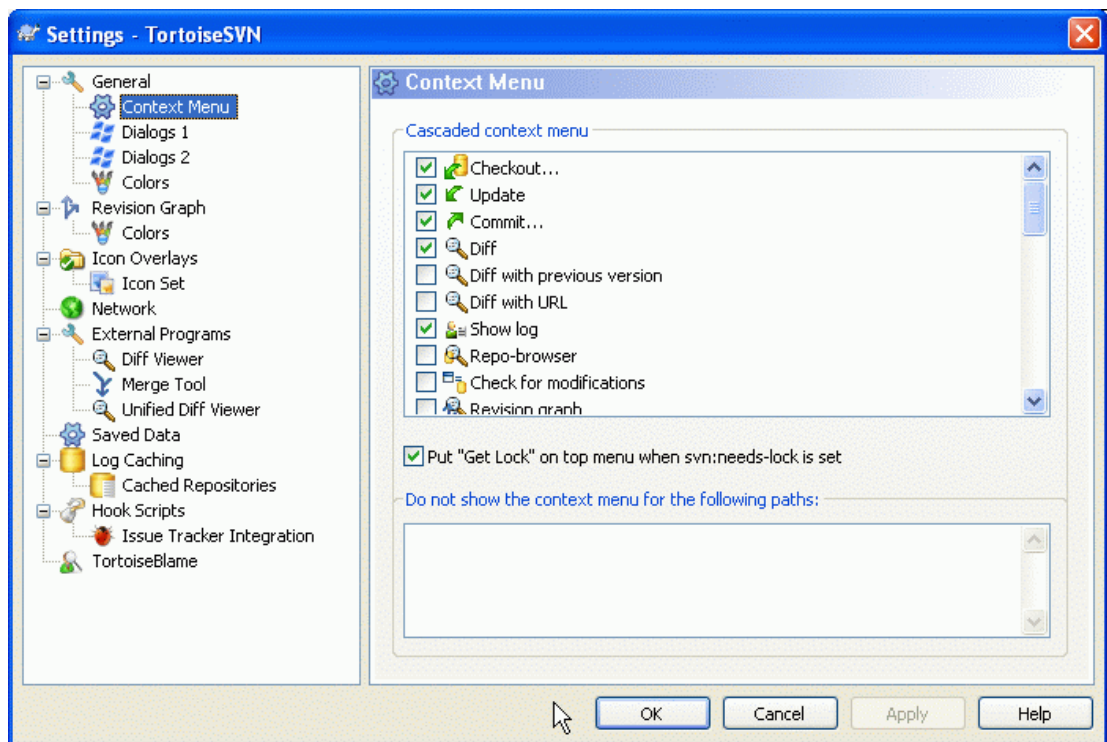 Settings - TortoiseSVN
General
Context Menu
Dialogs 1
Dialogs 2
Colors
Revision Graph
Colors
Icon Overlays
Icon Set
Network
External Programs
Diff Viewer
Merge Tool
Unified Diff Viewer
Saved Data
Log Caching
Cached Repositories
Hook Scripts
Issue Tracker Integration
TortoiseBlame
Context Menu
Cascaded context menu
Checkout...
Update
Commit...
Diff
Diff with previous version
Diff with URL
Show log
Repo-browser
Check for modifications
Revision graph
Put "Get Lock" on top menu when svn:needs-lock is set
Do not show the context menu for the following paths:
OK
Cancel
Apply
Help